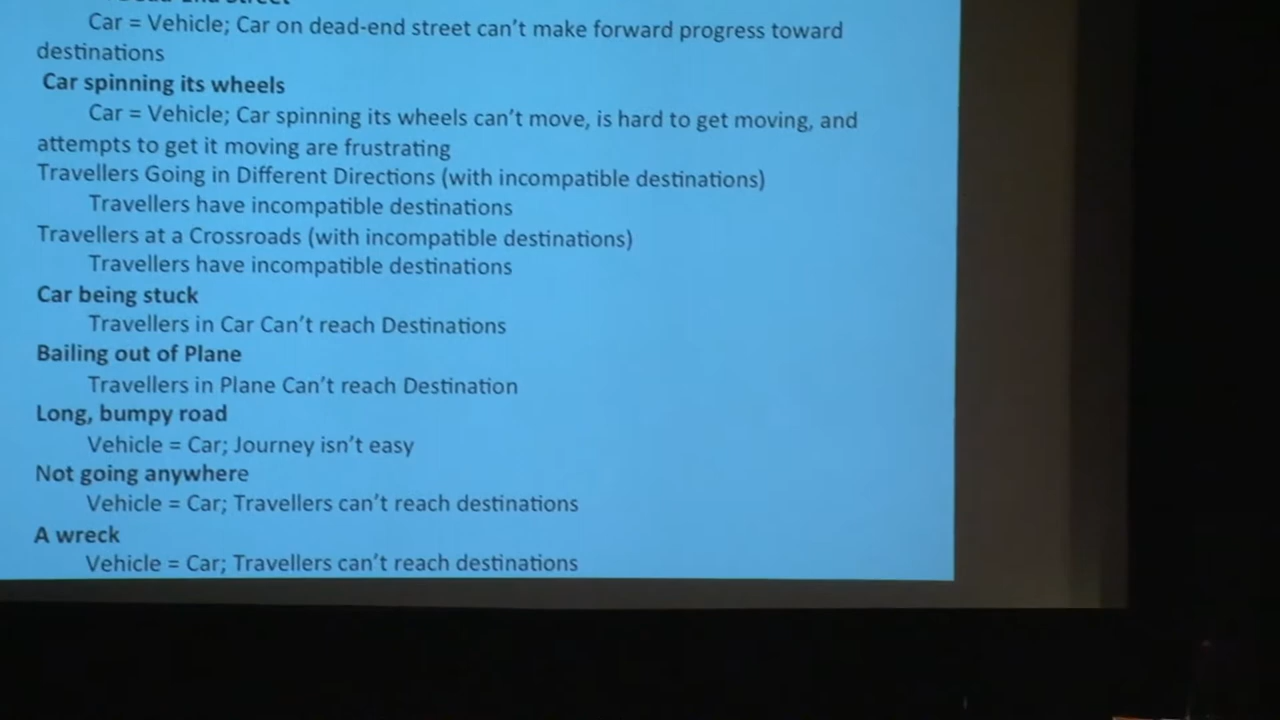 Car = Vehicle; Car on dead-end street can't make forward progress toward
destinations
Car spinning its wheels
Car = Vehicle; Car spinning its wheels can't move, is hard to get moving, and
attempts to get it moving are frustrating
Travellers Going in Different Directions (with incompatible destinations)
Travellers have incompatible destinations
Travellers at a Crossroads (with incompatible destinations)
Travellers have incompatible destinations
Car being stuck
Travellers in Car Can't reach Destinations
Bailing out of Plane
Travellers in Plane Can't reach Destination
Long, bumpy road
Vehicle = Car; Journey isn't easy
Not going anywhere
Vehicle = Car; Travellers can't reach destinations
A wreck
Vehicle = Car; Travellers can't reach destinations